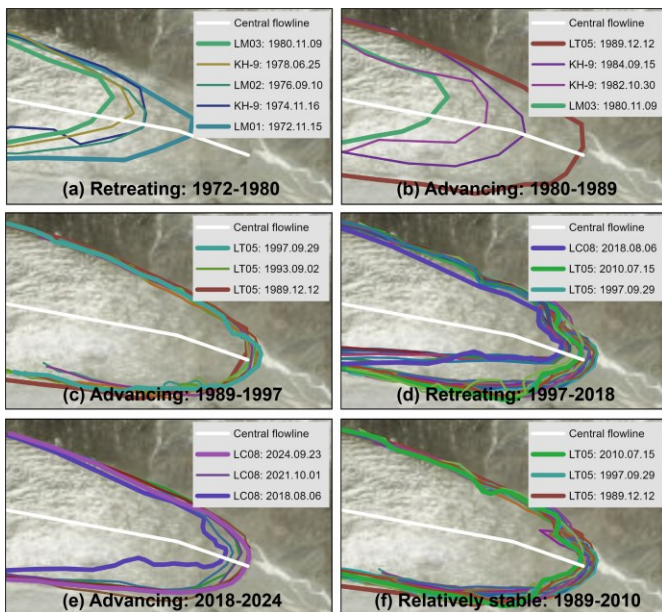 Central flowline
LM03: 1980.11.09
KH-9: 1978.06.25
LM02: 1976.09.10
KH-9: 1974.11.16
LM01: 1972.11.15
(a) Retreating: 1972-1980
Central flowline
LT05: 1989.12.12
KH-9: 1984.09.15
KH-9: 1982.10.30
LM03: 1980.11.09
(b) Advancing: 1980-1989
Central flowline
LT05: 1997.09.29
LT05: 1993.09.02
LT05: 1989.12.12
(c) Advancing: 1989-1997
Central flowline
LC08: 2018.08.06
LT05: 2010.07.15
LT05: 1997.09.29
(d) Retreating: 1997-2018
Central flowline
LC08: 2024.09.23
LC08: 2021.10.01
LC08: 2018.08.06
(e) Advancing: 2018-2024
Central flowline
LT05: 2010.07.15
LT05: 1997.09.29
LT05: 1989.12.12
(f) Relatively stable: 1989-2010